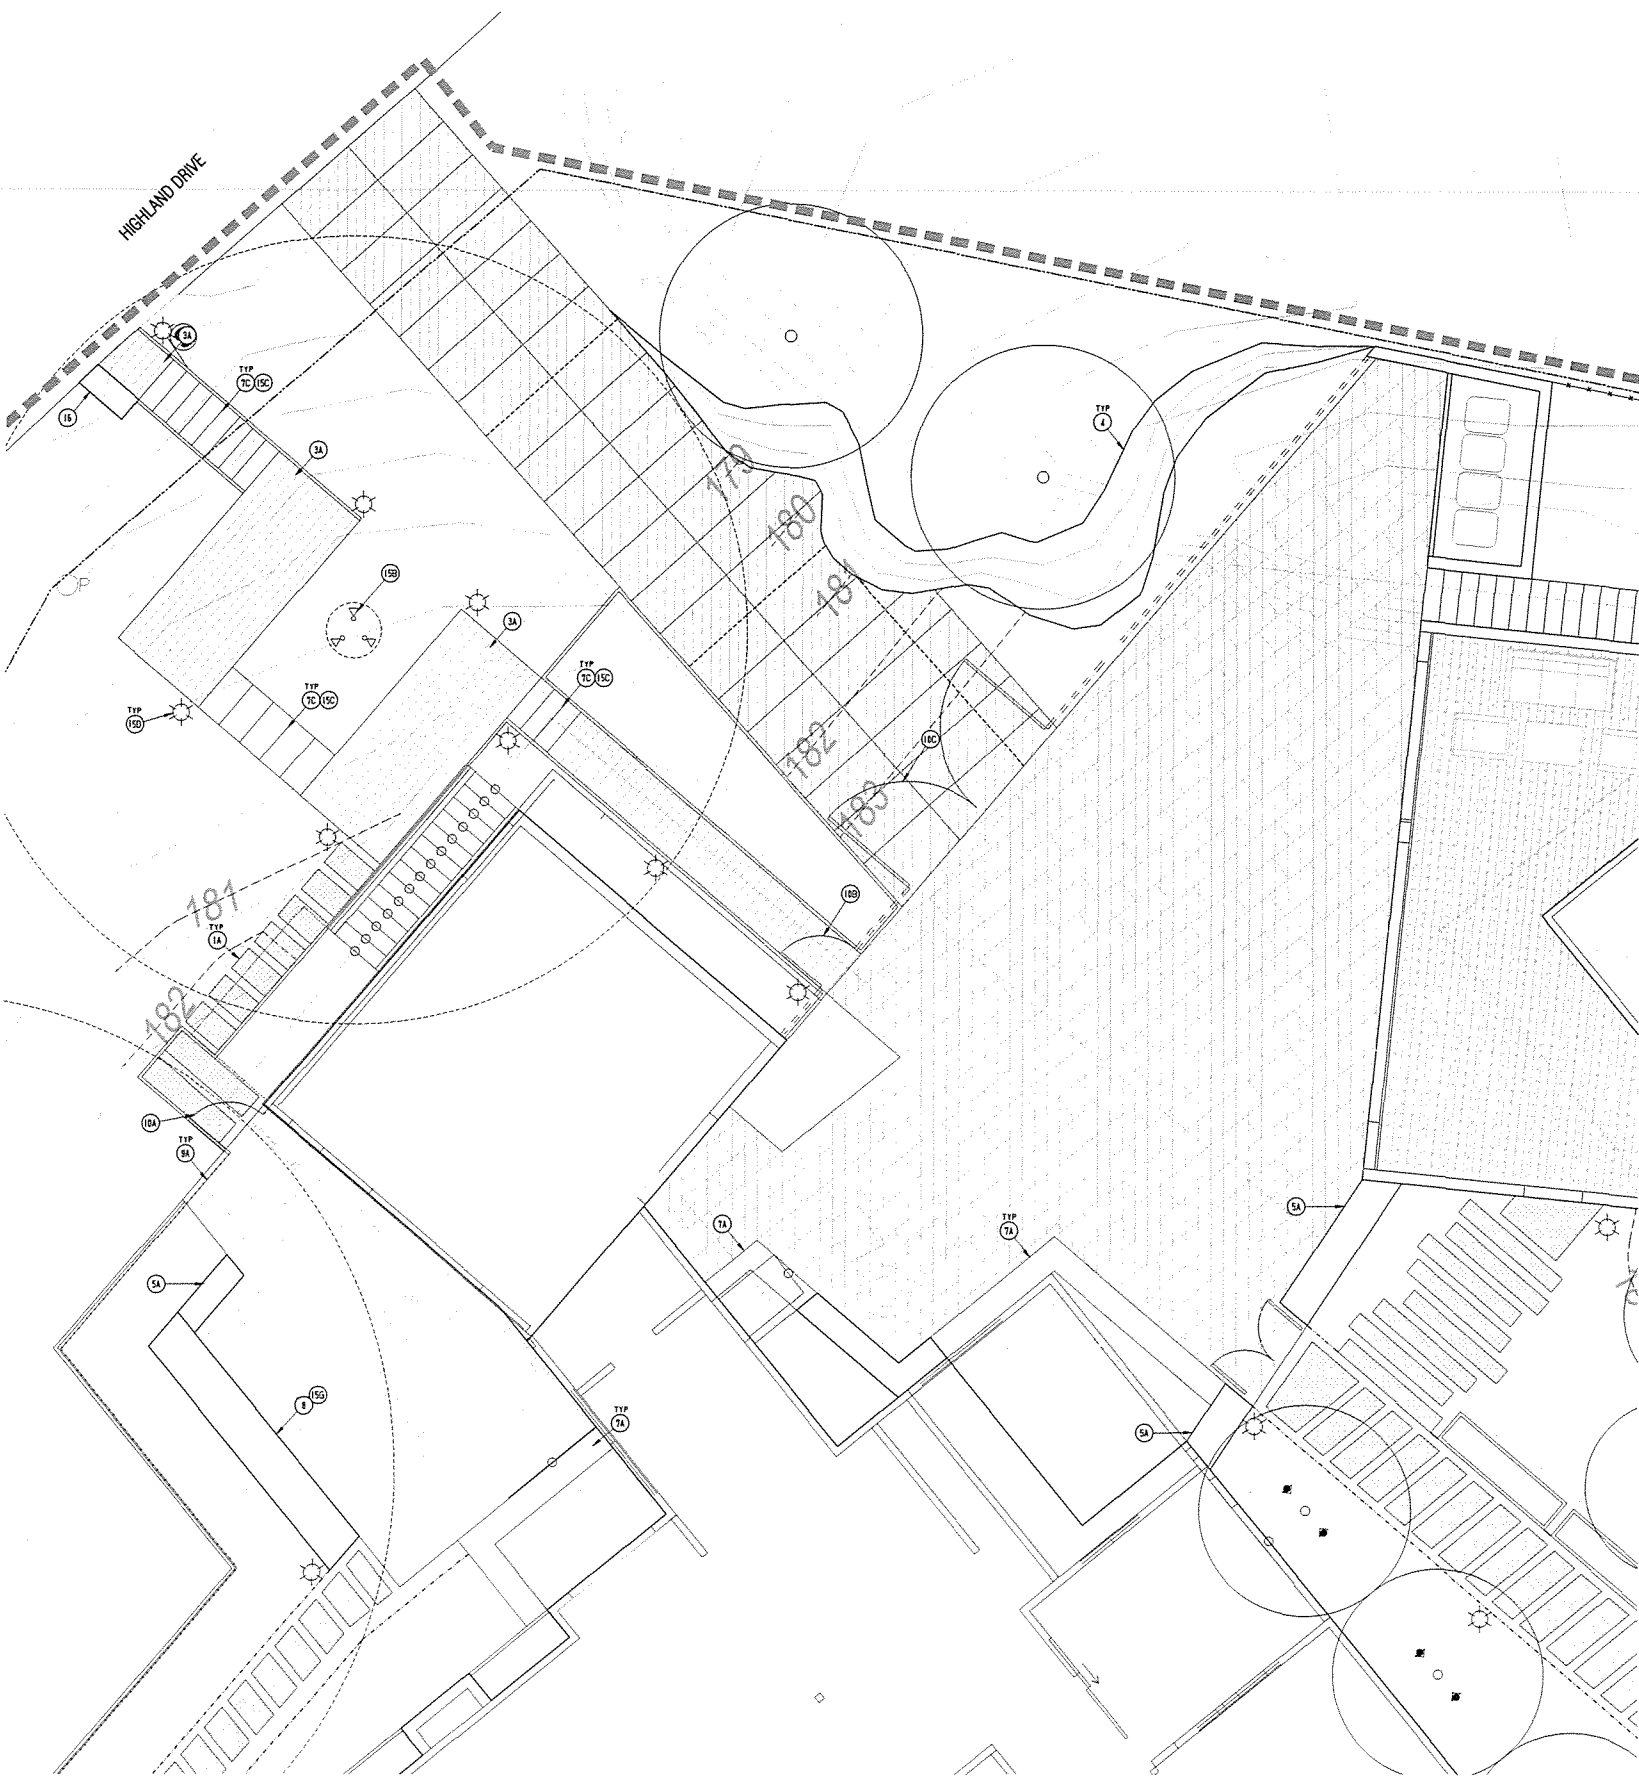 HIGHLAND DRIVE
3A
TYP
7C 15C
16
3A
TYP
4
179
180
15B
181
P
3A
TYP
7C 15C
TYP
7C 15C
TYP
15D
182
10C
183
181
10B
TYP
1A
182
10A
TYP
9A
5A
7A
TYP
7A
5A
8 15G
TYP
7A
5A